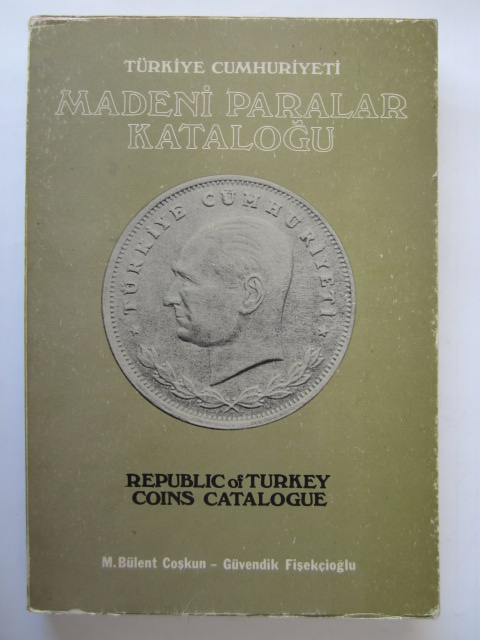 TÜRKİYE CUMHURİYETİ
MADENİ PARALAR
KATALOĞU
TÜRKİYE CUMHURİYETİ
REPUBLIC of TURKEY
COINS CATALOGUE
M. Bülent Coşkun – Güvendik Fişekçioğlu